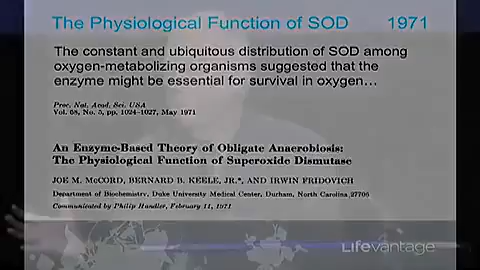 The Physiological Function of SOD 1971
The constant and ubiquitous distribution of SOD among
oxygen-metabolizing organisms suggested that the
enzyme might be essential for survival in oxygen…
Proc. Nat. Acad. Sci. USA
Vol. 68, No. 5, pp. 1024-1027, May 1971
An Enzyme-Based Theory of Obligate Anaerobiosis:
The Physiological Function of Superoxide Dismutase
JOE M. McCORD, BERNARD B. KEELE, JR.*, AND IRWIN FRIDOVICH
Department of Biochemistry, Duke University Medical Center, Durham, North Carolina 27706
Communicated by Philip Handler, February 11, 1971
Lifevantage